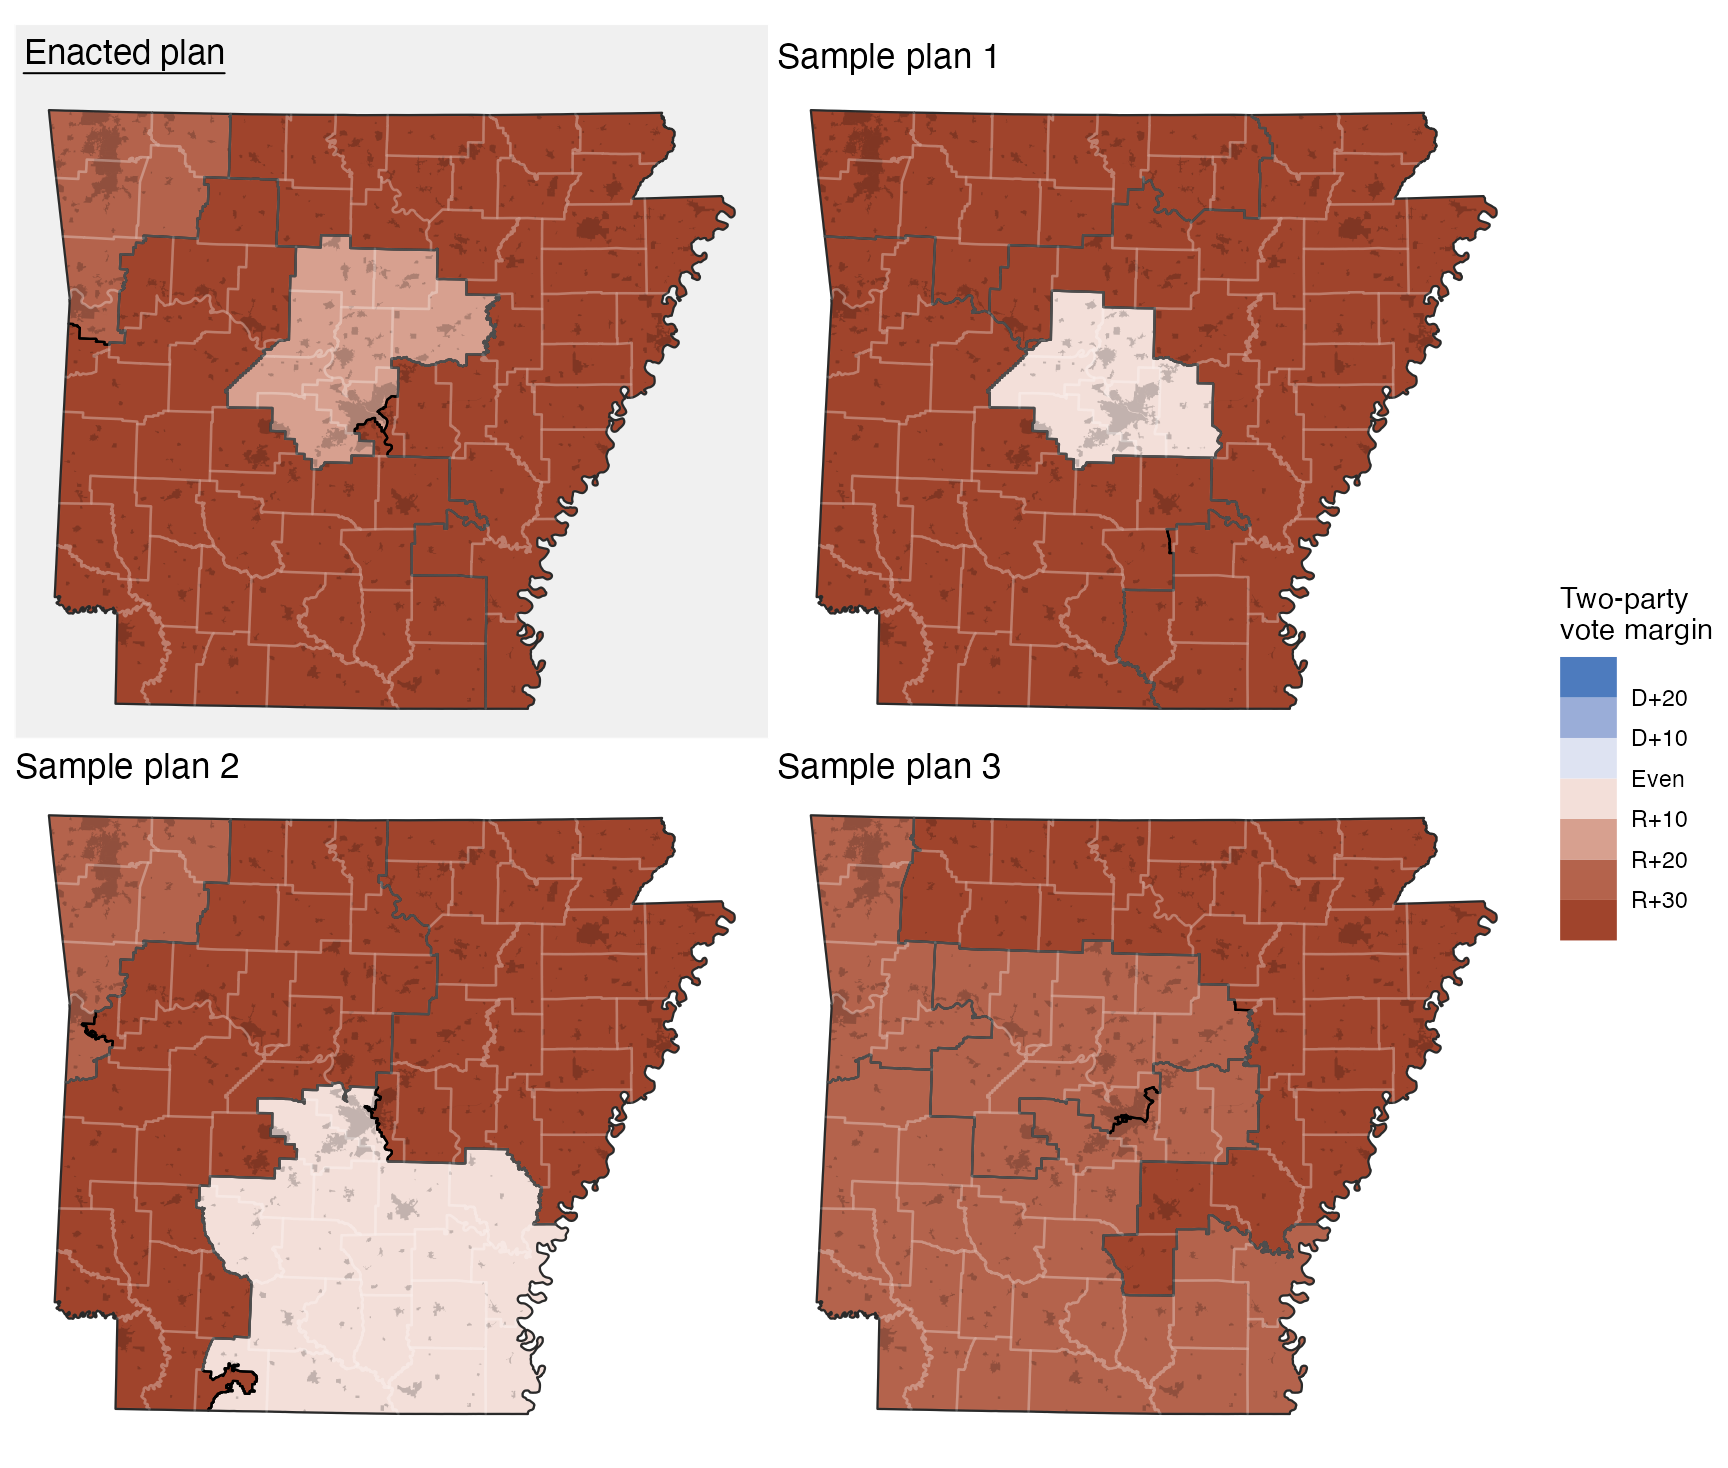 Enacted plan
Sample plan 1
Sample plan 2
Sample plan 3
Two-party
vote margin
D+20
D+10
Even
R+10
R+20
R+30